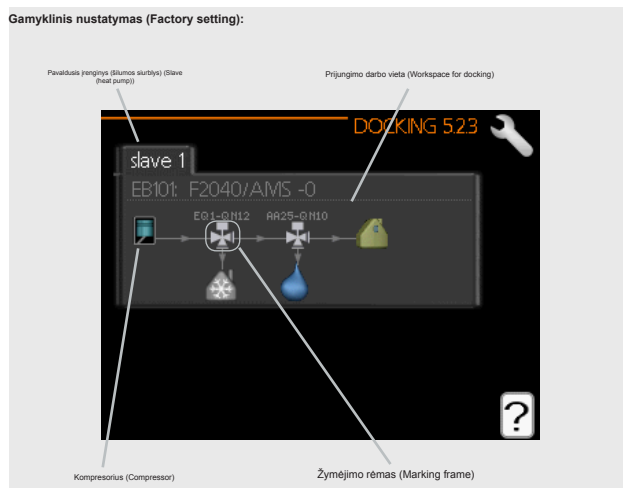 Gamyklinis nustatymas (Factory setting):
Pavaldusis įrenginys (šilumos siurblys) (Slave
(heat pump))
Prijungimo darbo vieta (Workspace for docking)
DOCKING 5.2.3
slave 1
EB101: F2040/AMS -0
EQ1-QN12 AA25-QN10
?
Kompresorius (Compressor)
Žymėjimo rėmas (Marking frame)